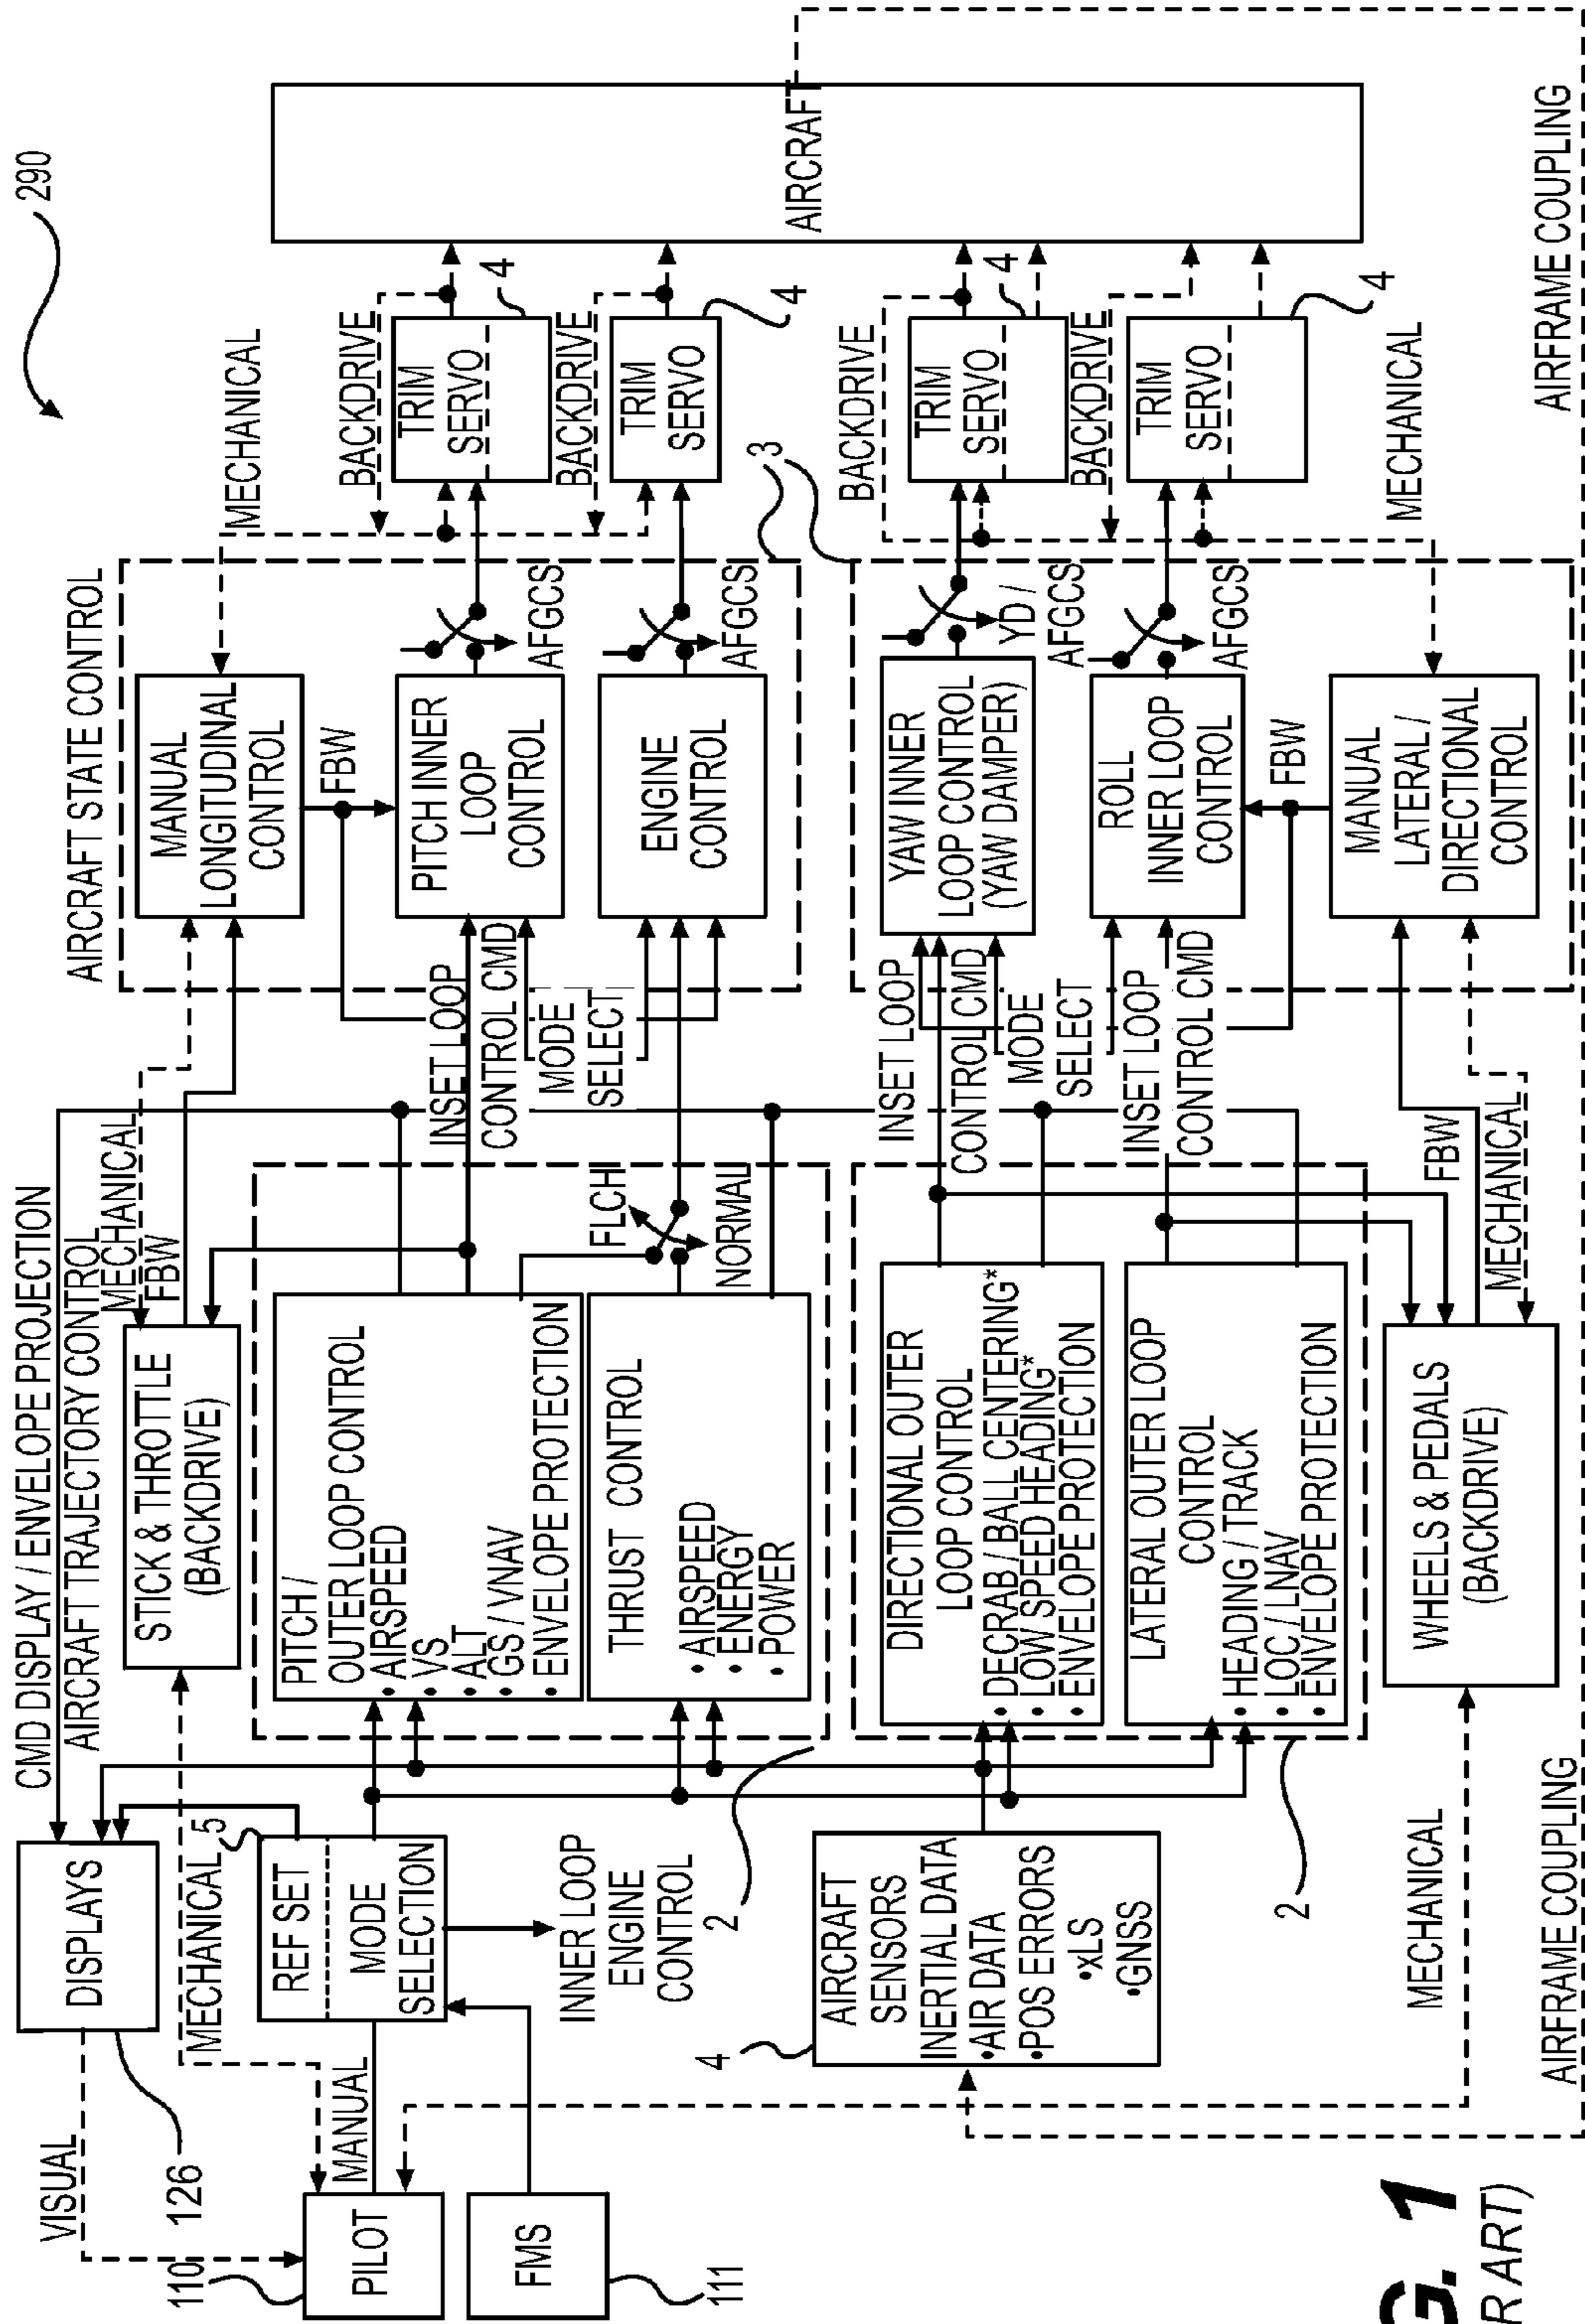 290
CMD DISPLAY / ENVELOPE PROJECTION
AIRCRAFT TRAJECTORY CONTROL
AIRCRAFT STATE CONTROL
VISUAL
DISPLAYS
126
MECHANICAL
STICK & THROTTLE
(BACKDRIVE)
MECHANICAL
FBW
MANUAL
LONGITUDINAL
CONTROL
MECHANICAL
FBW
110
PILOT
MANUAL
5
REF SET
MODE
SELECTION
FMS
111
INNER LOOP
ENGINE
CONTROL
PITCH /
OUTER LOOP CONTROL
• AIRSPEED
• VS
• ALT
• GS / VNAV
• ENVELOPE PROTECTION
INSET LOOP
CONTROL CMD
MODE
SELECT
PITCH INNER
LOOP
CONTROL
AFGCS
BACKDRIVE
TRIM
SERVO
4
FLCH
NORMAL
THRUST CONTROL
• AIRSPEED
• ENERGY
• POWER
2
ENGINE
CONTROL
AFGCS
BACKDRIVE
TRIM
SERVO
4
3
AIRCRAFT
4
AIRCRAFT
SENSORS
INERTIAL DATA
• AIR DATA
• POS ERRORS
•xLS
•GNSS
DIRECTIONAL OUTER
LOOP CONTROL
• DECRAB / BALL CENTERING*
• LOW SPEED HEADING*
• ENVELOPE PROTECTION
INSET LOOP
CONTROL CMD
MODE
SELECT
YAW INNER
LOOP CONTROL
(YAW DAMPER)
YD /
AFGCS
BACKDRIVE
TRIM
SERVO
4
LATERAL OUTER LOOP
CONTROL
• HEADING / TRACK
• LOC / LNAV
• ENVELOPE PROTECTION
2
INSET LOOP
CONTROL CMD
ROLL
INNER LOOP
CONTROL
AFGCS
BACKDRIVE
TRIM
SERVO
4
FBW
MECHANICAL
WHEELS & PEDALS
(BACKDRIVE)
FBW
MECHANICAL
MANUAL
LATERAL /
DIRECTIONAL
CONTROL
MECHANICAL
AIRFRAME COUPLING
AIRFRAME COUPLING
G. 1
R ART)